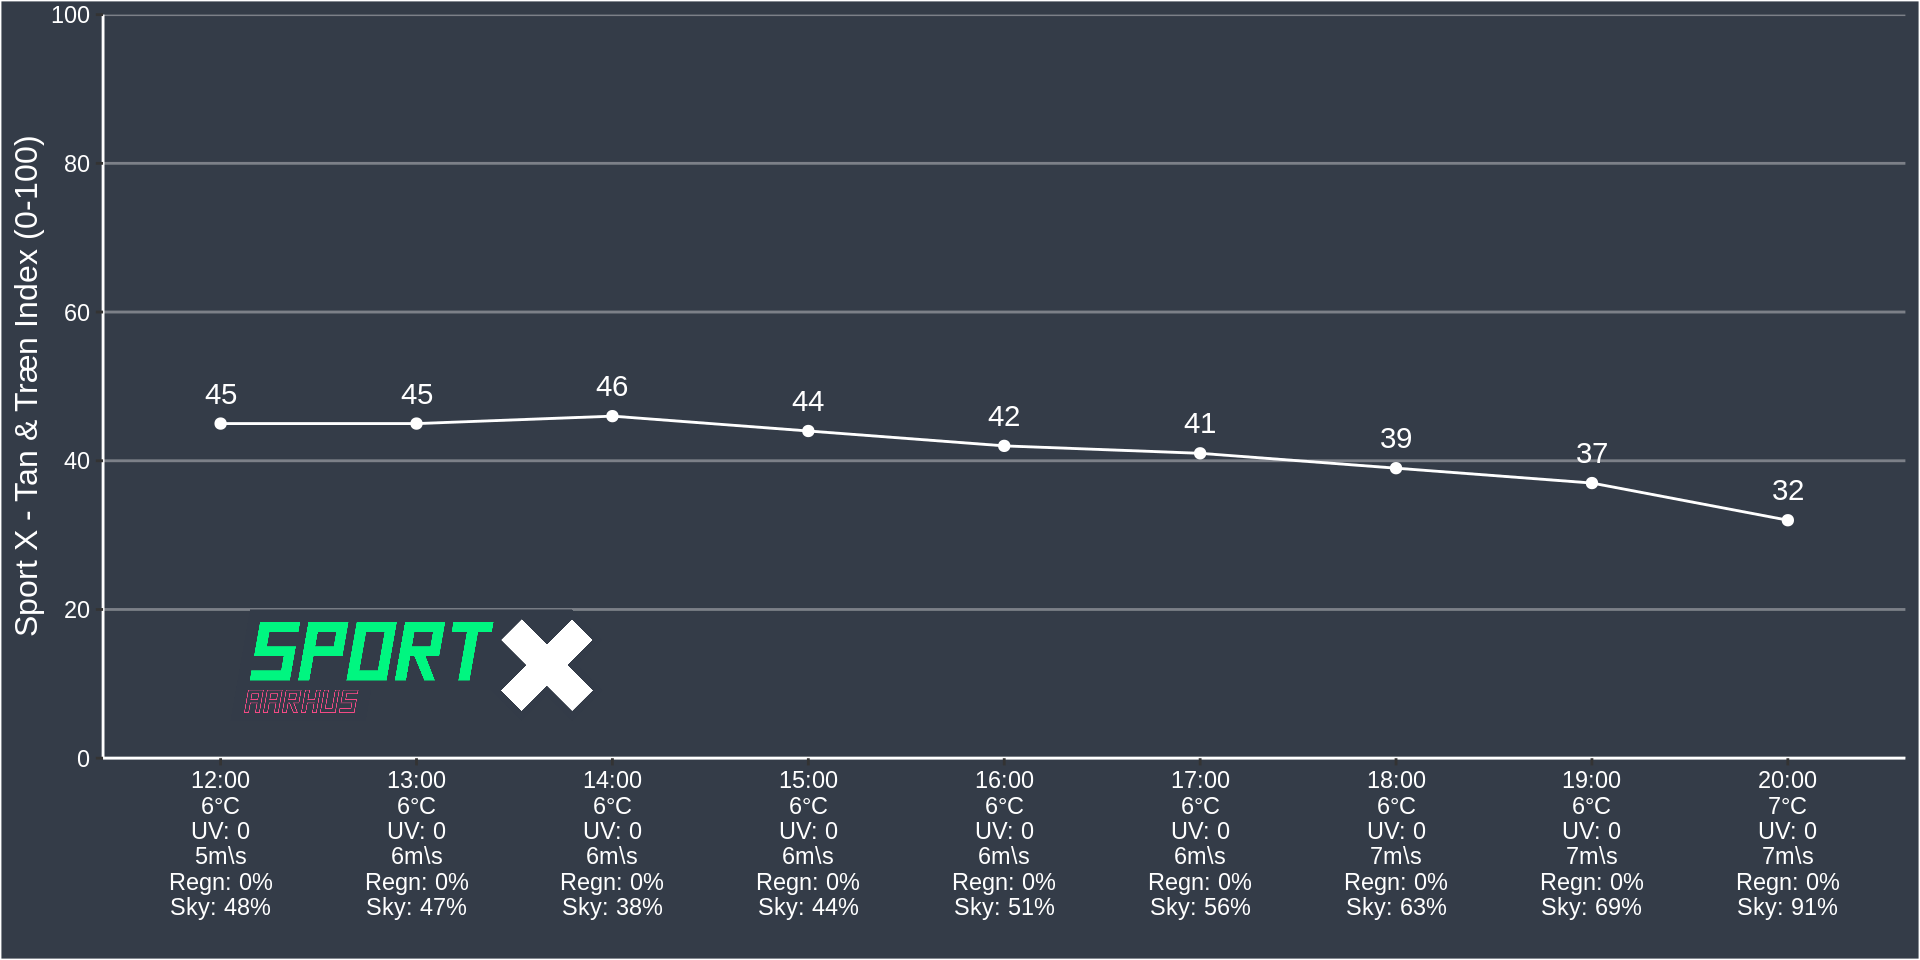 Sport X - Tan & Træn Index (0-100)
100
80
60
40
20
0
45 45 46 44 42 41 39 37 32
SPORT X
AARHUS
12:00 13:00 14:00 15:00 16:00 17:00 18:00 19:00 20:00
6°C 6°C 6°C 6°C 6°C 6°C 6°C 6°C 7°C
UV: 0 UV: 0 UV: 0 UV: 0 UV: 0 UV: 0 UV: 0 UV: 0 UV: 0
5m\s 6m\s 6m\s 6m\s 6m\s 6m\s 7m\s 7m\s 7m\s
Regn: 0% Regn: 0% Regn: 0% Regn: 0% Regn: 0% Regn: 0% Regn: 0% Regn: 0% Regn: 0%
Sky: 48% Sky: 47% Sky: 38% Sky: 44% Sky: 51% Sky: 56% Sky: 63% Sky: 69% Sky: 91%